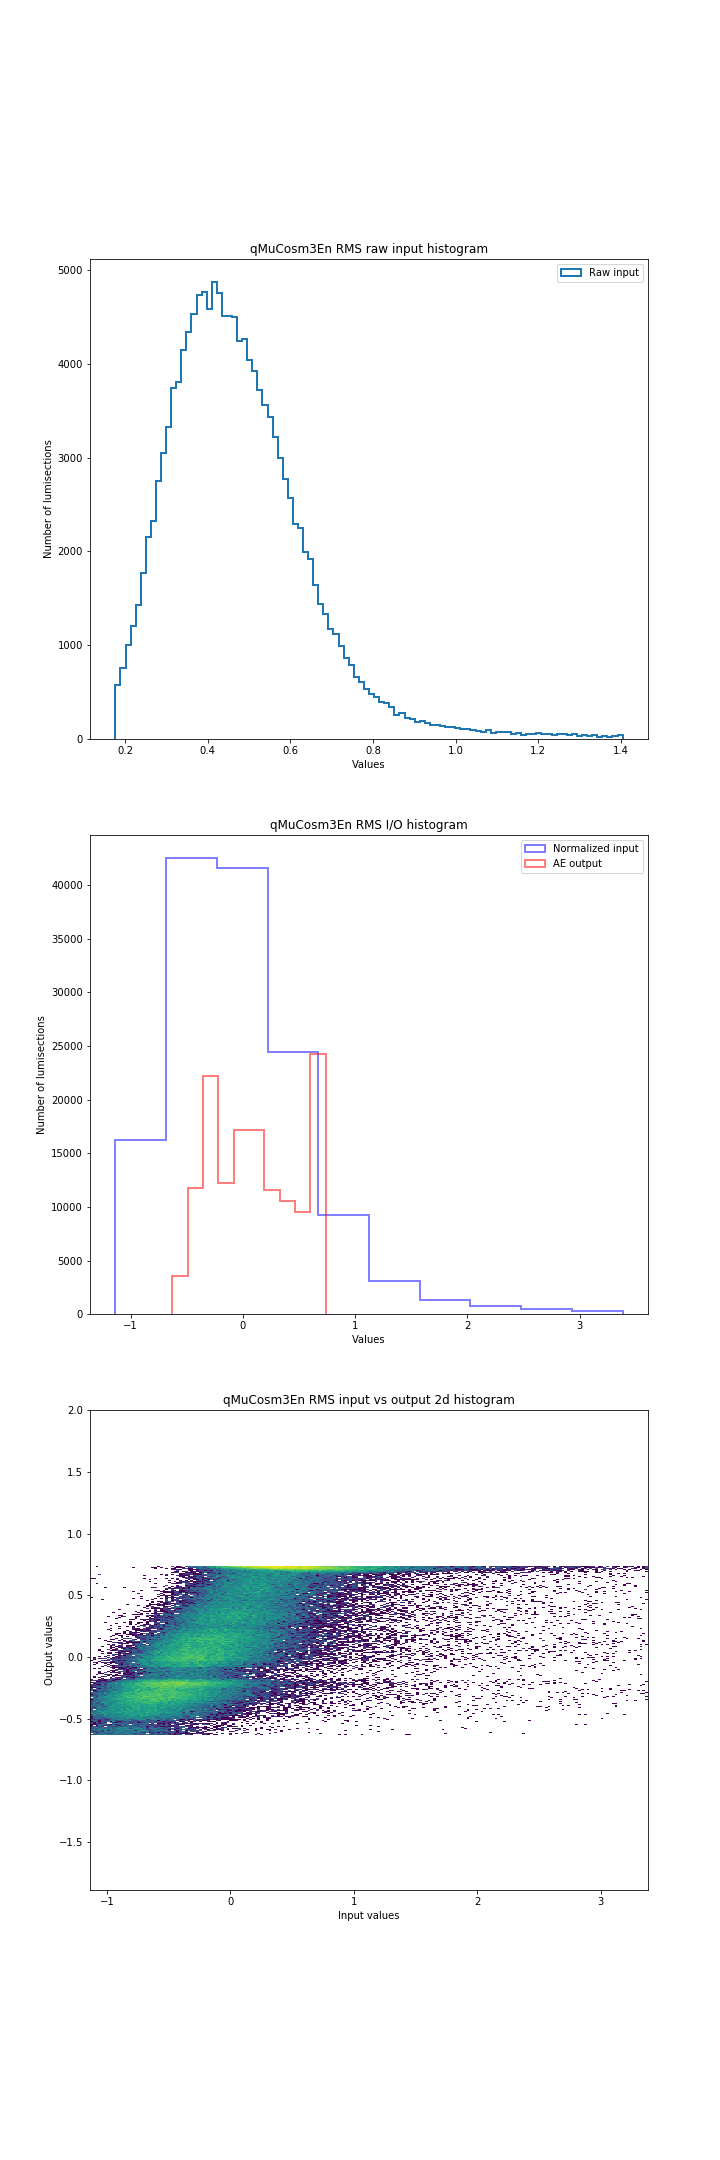 qMuCosm3En RMS raw input histogram
Raw input
Number of lumisections
5000
4000
3000
2000
1000
0
0.2 0.4 0.6 0.8 1.0 1.2 1.4
Values
qMuCosm3En RMS I/O histogram
Normalized input
AE output
Number of lumisections
40000
35000
30000
25000
20000
15000
10000
5000
0
−1 0 1 2 3
Values
qMuCosm3En RMS input vs output 2d histogram
Output values
2.0
1.5
1.0
0.5
0.0
−0.5
−1.0
−1.5
−1 0 1 2 3
Input values